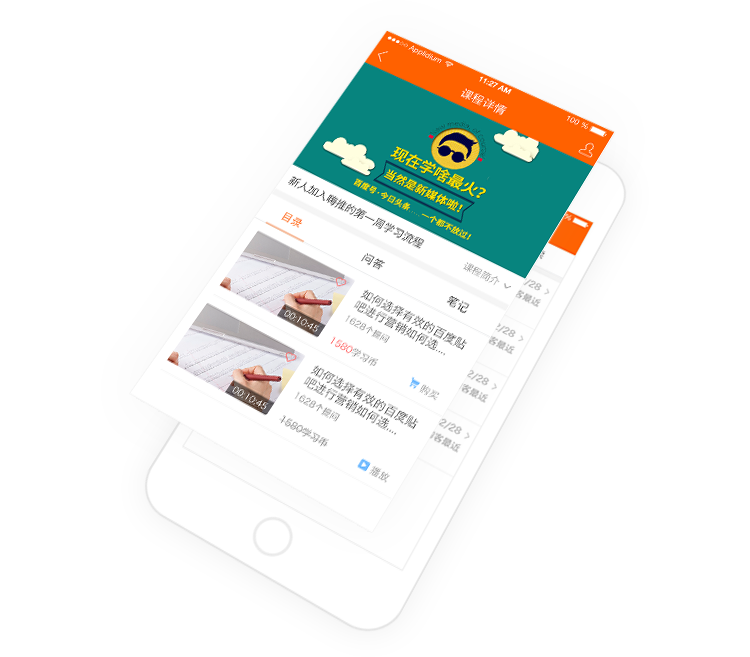 Applidium
11:27 AM
100 %
课程详情
现在学啥最火?
当然是新媒体啦!
百度号·今日头条.... 一个都不放过!
新人加入嗨推的第一周学习流程
课程简介
目录
问答
笔记
00:10:45
如何选择有效的百度贴
吧进行营销如何选...
1628个提问
1580学习币
购买
00:10:45
如何选择有效的百度贴
吧进行营销如何选...
1628个提问
1580学习币
播放
%
/28
客最近
2/28
客最近
2/28
客最近
2/28
客最近